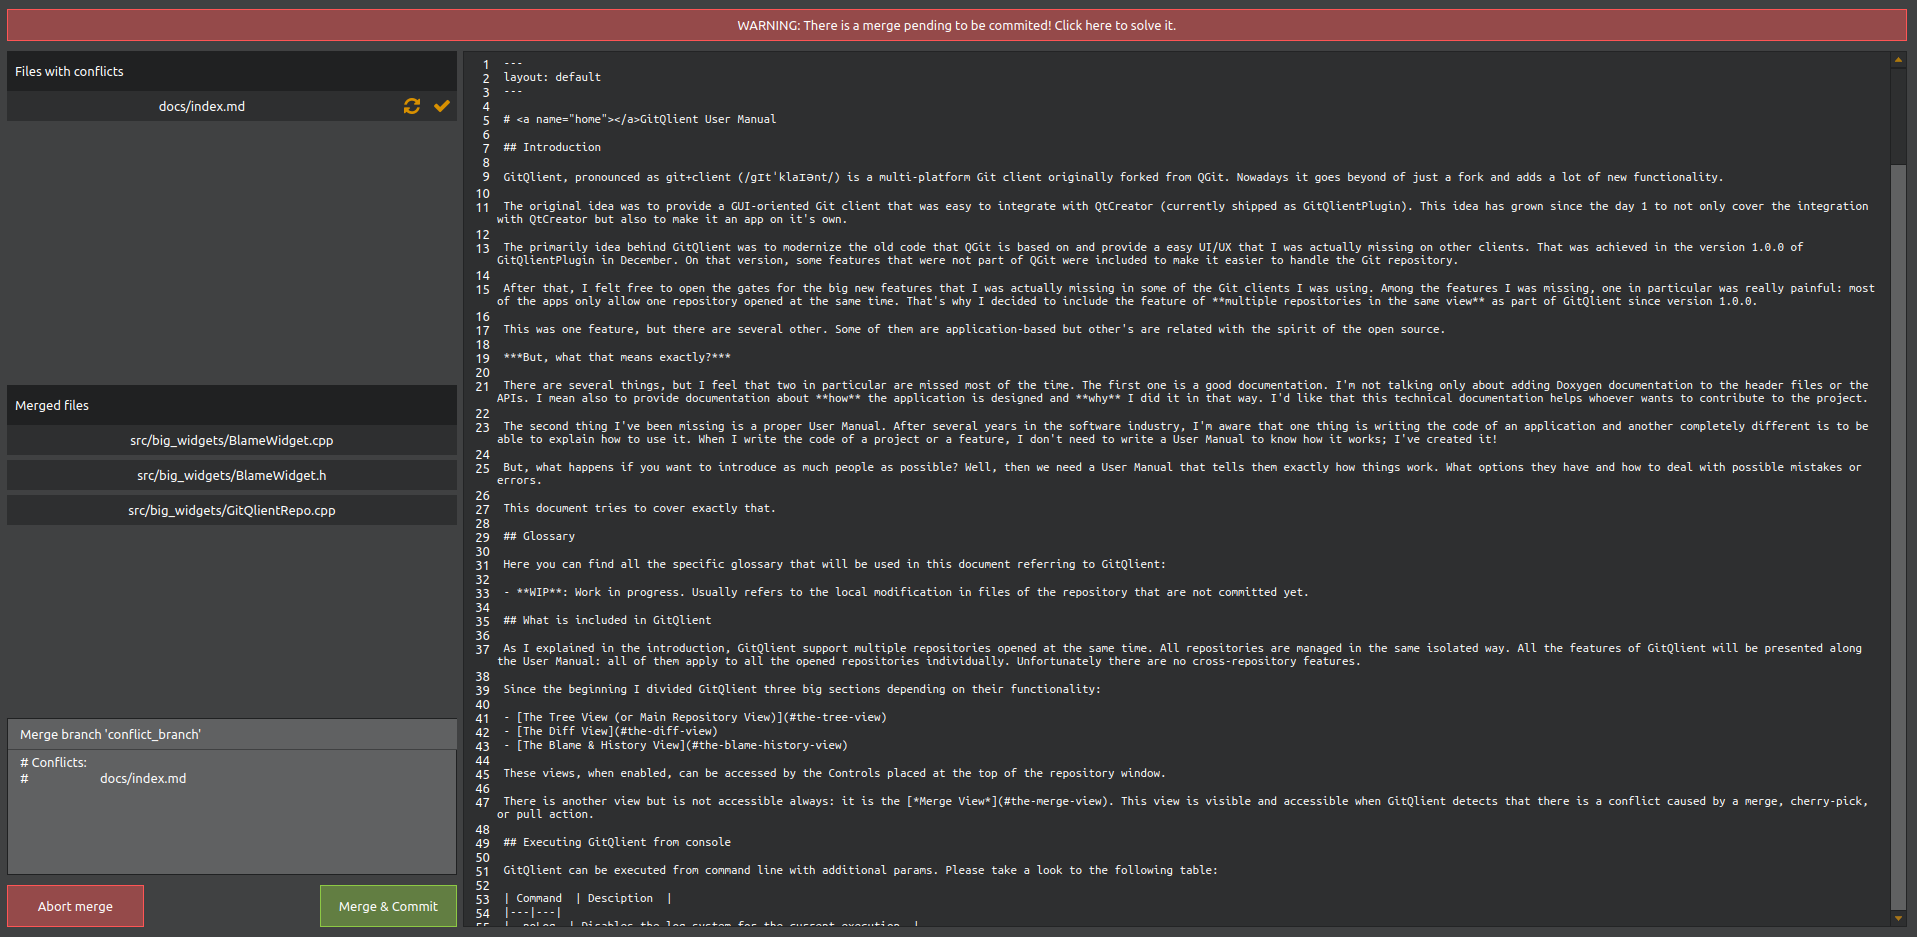 WARNING: There is a merge pending to be commited! Click here to solve it.
Files with conflicts
docs/index.md
Merged files
src/big_widgets/BlameWidget.cpp
src/big_widgets/BlameWidget.h
src/big_widgets/GitQlientRepo.cpp
Merge branch 'conflict_branch'
# Conflicts:
# docs/index.md
Abort merge
Merge & Commit
1 ---
2 layout: default
3 ---
4
5 # <a name="home"></a>GitQlient User Manual
6
7 ## Introduction
8
9 GitQlient, pronounced as git+client (/gɪtˈklaɪənt/) is a multi-platform Git client originally forked from QGit. Nowadays it goes beyond of just a fork and adds a lot of new functionality.
10
11 The original idea was to provide a GUI-oriented Git client that was easy to integrate with QtCreator (currently shipped as GitQlientPlugin). This idea has grown since the day 1 to not only cover the integration
with QtCreator but also to make it an app on it's own.
12
13 The primarily idea behind GitQlient was to modernize the old code that QGit is based on and provide a easy UI/UX that I was actually missing on other clients. That was achieved in the version 1.0.0 of
GitQlientPlugin in December. On that version, some features that were not part of QGit were included to make it easier to handle the Git repository.
14
15 After that, I felt free to open the gates for the big new features that I was actually missing in some of the Git clients I was using. Among the features I was missing, one in particular was really painful: most
of the apps only allow one repository opened at the same time. That's why I decided to include the feature of **multiple repositories in the same view** as part of GitQlient since version 1.0.0.
16
17 This was one feature, but there are several other. Some of them are application-based but other's are related with the spirit of the open source.
18
19 ***But, what that means exactly?***
20
21 There are several things, but I feel that two in particular are missed most of the time. The first one is a good documentation. I'm not talking only about adding Doxygen documentation to the header files or the
APIs. I mean also to provide documentation about **how** the application is designed and **why** I did it in that way. I'd like that this technical documentation helps whoever wants to contribute to the project.
22
23 The second thing I've been missing is a proper User Manual. After several years in the software industry, I'm aware that one thing is writing the code of an application and another completely different is to be
able to explain how to use it. When I write the code of a project or a feature, I don't need to write a User Manual to know how it works; I've created it!
24
25 But, what happens if you want to introduce as much people as possible? Well, then we need a User Manual that tells them exactly how things work. What options they have and how to deal with possible mistakes or
errors.
26
27 This document tries to cover exactly that.
28
29 ## Glossary
30
31 Here you can find all the specific glossary that will be used in this document referring to GitQlient:
32
33 - **WIP**: Work in progress. Usually refers to the local modification in files of the repository that are not committed yet.
34
35 ## What is included in GitQlient
36
37 As I explained in the introduction, GitQlient support multiple repositories opened at the same time. All repositories are managed in the same isolated way. All the features of GitQlient will be presented along
the User Manual: all of them apply to all the opened repositories individually. Unfortunately there are no cross-repository features.
38
39 Since the beginning I divided GitQlient three big sections depending on their functionality:
40
41 - [The Tree View (or Main Repository View)](#the-tree-view)
42 - [The Diff View](#the-diff-view)
43 - [The Blame & History View](#the-blame-history-view)
44
45 These views, when enabled, can be accessed by the Controls placed at the top of the repository window.
46
47 There is another view but is not accessible always: it is the [*Merge View*](#the-merge-view). This view is visible and accessible when GitQlient detects that there is a conflict caused by a merge, cherry-pick,
or pull action.
48
49 ## Executing GitQlient from console
50
51 GitQlient can be executed from command line with additional params. Please take a look to the following table:
52
53 | Command | Desciption |
54 |---|---|
55 | noLog | Disables the log system for the current execution |